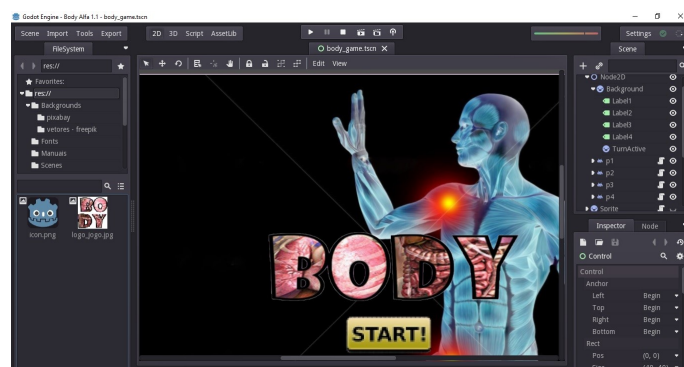 Godot Engine - Body Alfa 1.1 - body_game.tscn
Scene Import Tools Export
2D 3D Script AssetLib
Settings
FileSystem
body_game.tscn
Scene
res://
Edit View
Favorites:
res://
Backgrounds
pixabay
vetores - freepik
Fonts
Manuais
Scenes
Node2D
Background
Label1
Label2
Label3
Label4
TurnActive
p1
p2
p3
p4
Sprite
icon.png
logo_jogo.jpg
BO
DY
BODY
START!
Inspector Node
Control
Control
Anchor
Left Begin
Top Begin
Right Begin
Bottom Begin
Rect
Pos (0, 0)